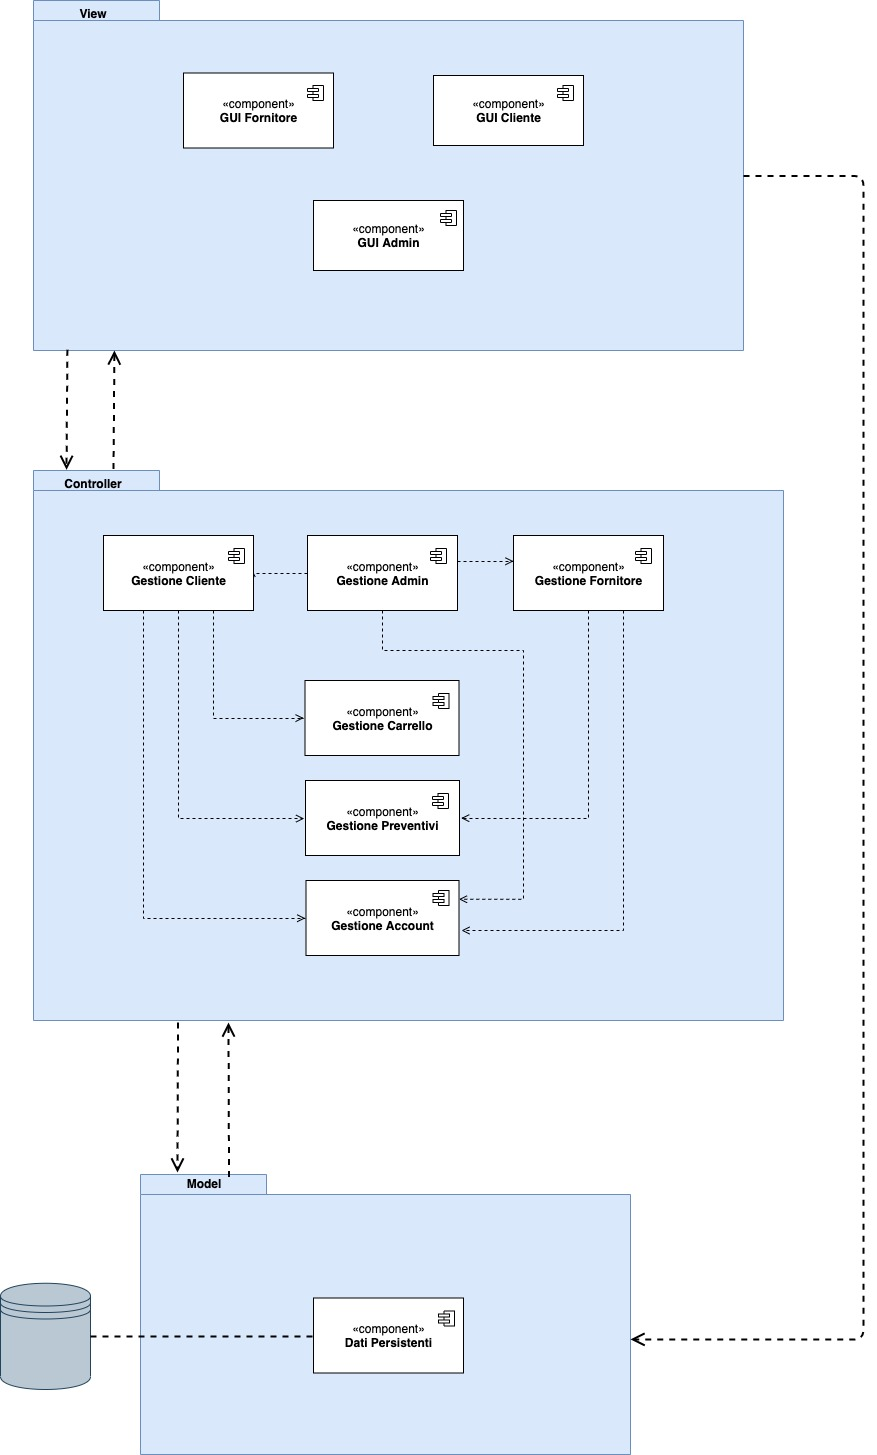 View
«component»
GUI Fornitore
«component»
GUI Cliente
«component»
GUI Admin
Controller
«component»
Gestione Cliente
«component»
Gestione Admin
«component»
Gestione Fornitore
«component»
Gestione Carrello
«component»
Gestione Preventivi
«component»
Gestione Account
Model
«component»
Dati Persistenti